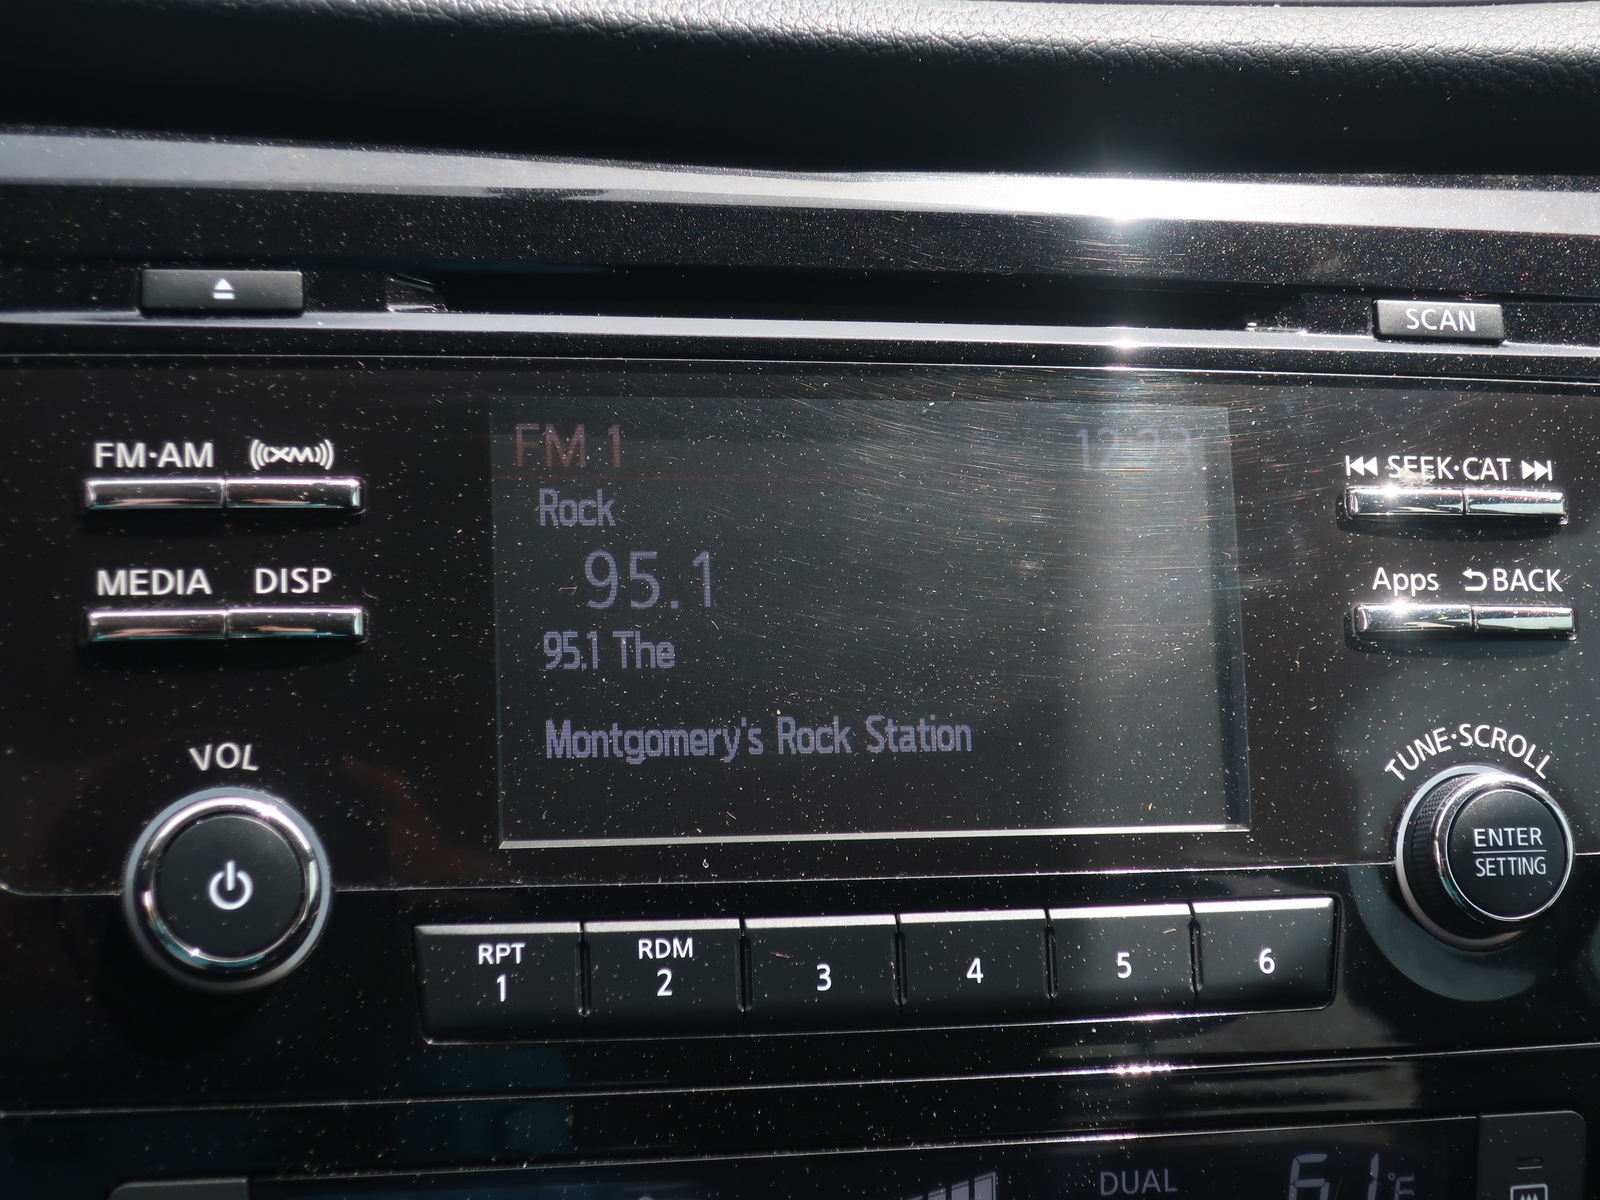 SCAN
FM·AM XM
SEEK·CAT
FM 1
Rock
MEDIA DISP
95.1
Apps BACK
95.1 The
Montgomery's Rock Station
VOL
TUNE·SCROLL
ENTER
SETTING
RPT
1
RDM
2
3
4
5
6
DUAL
61°F